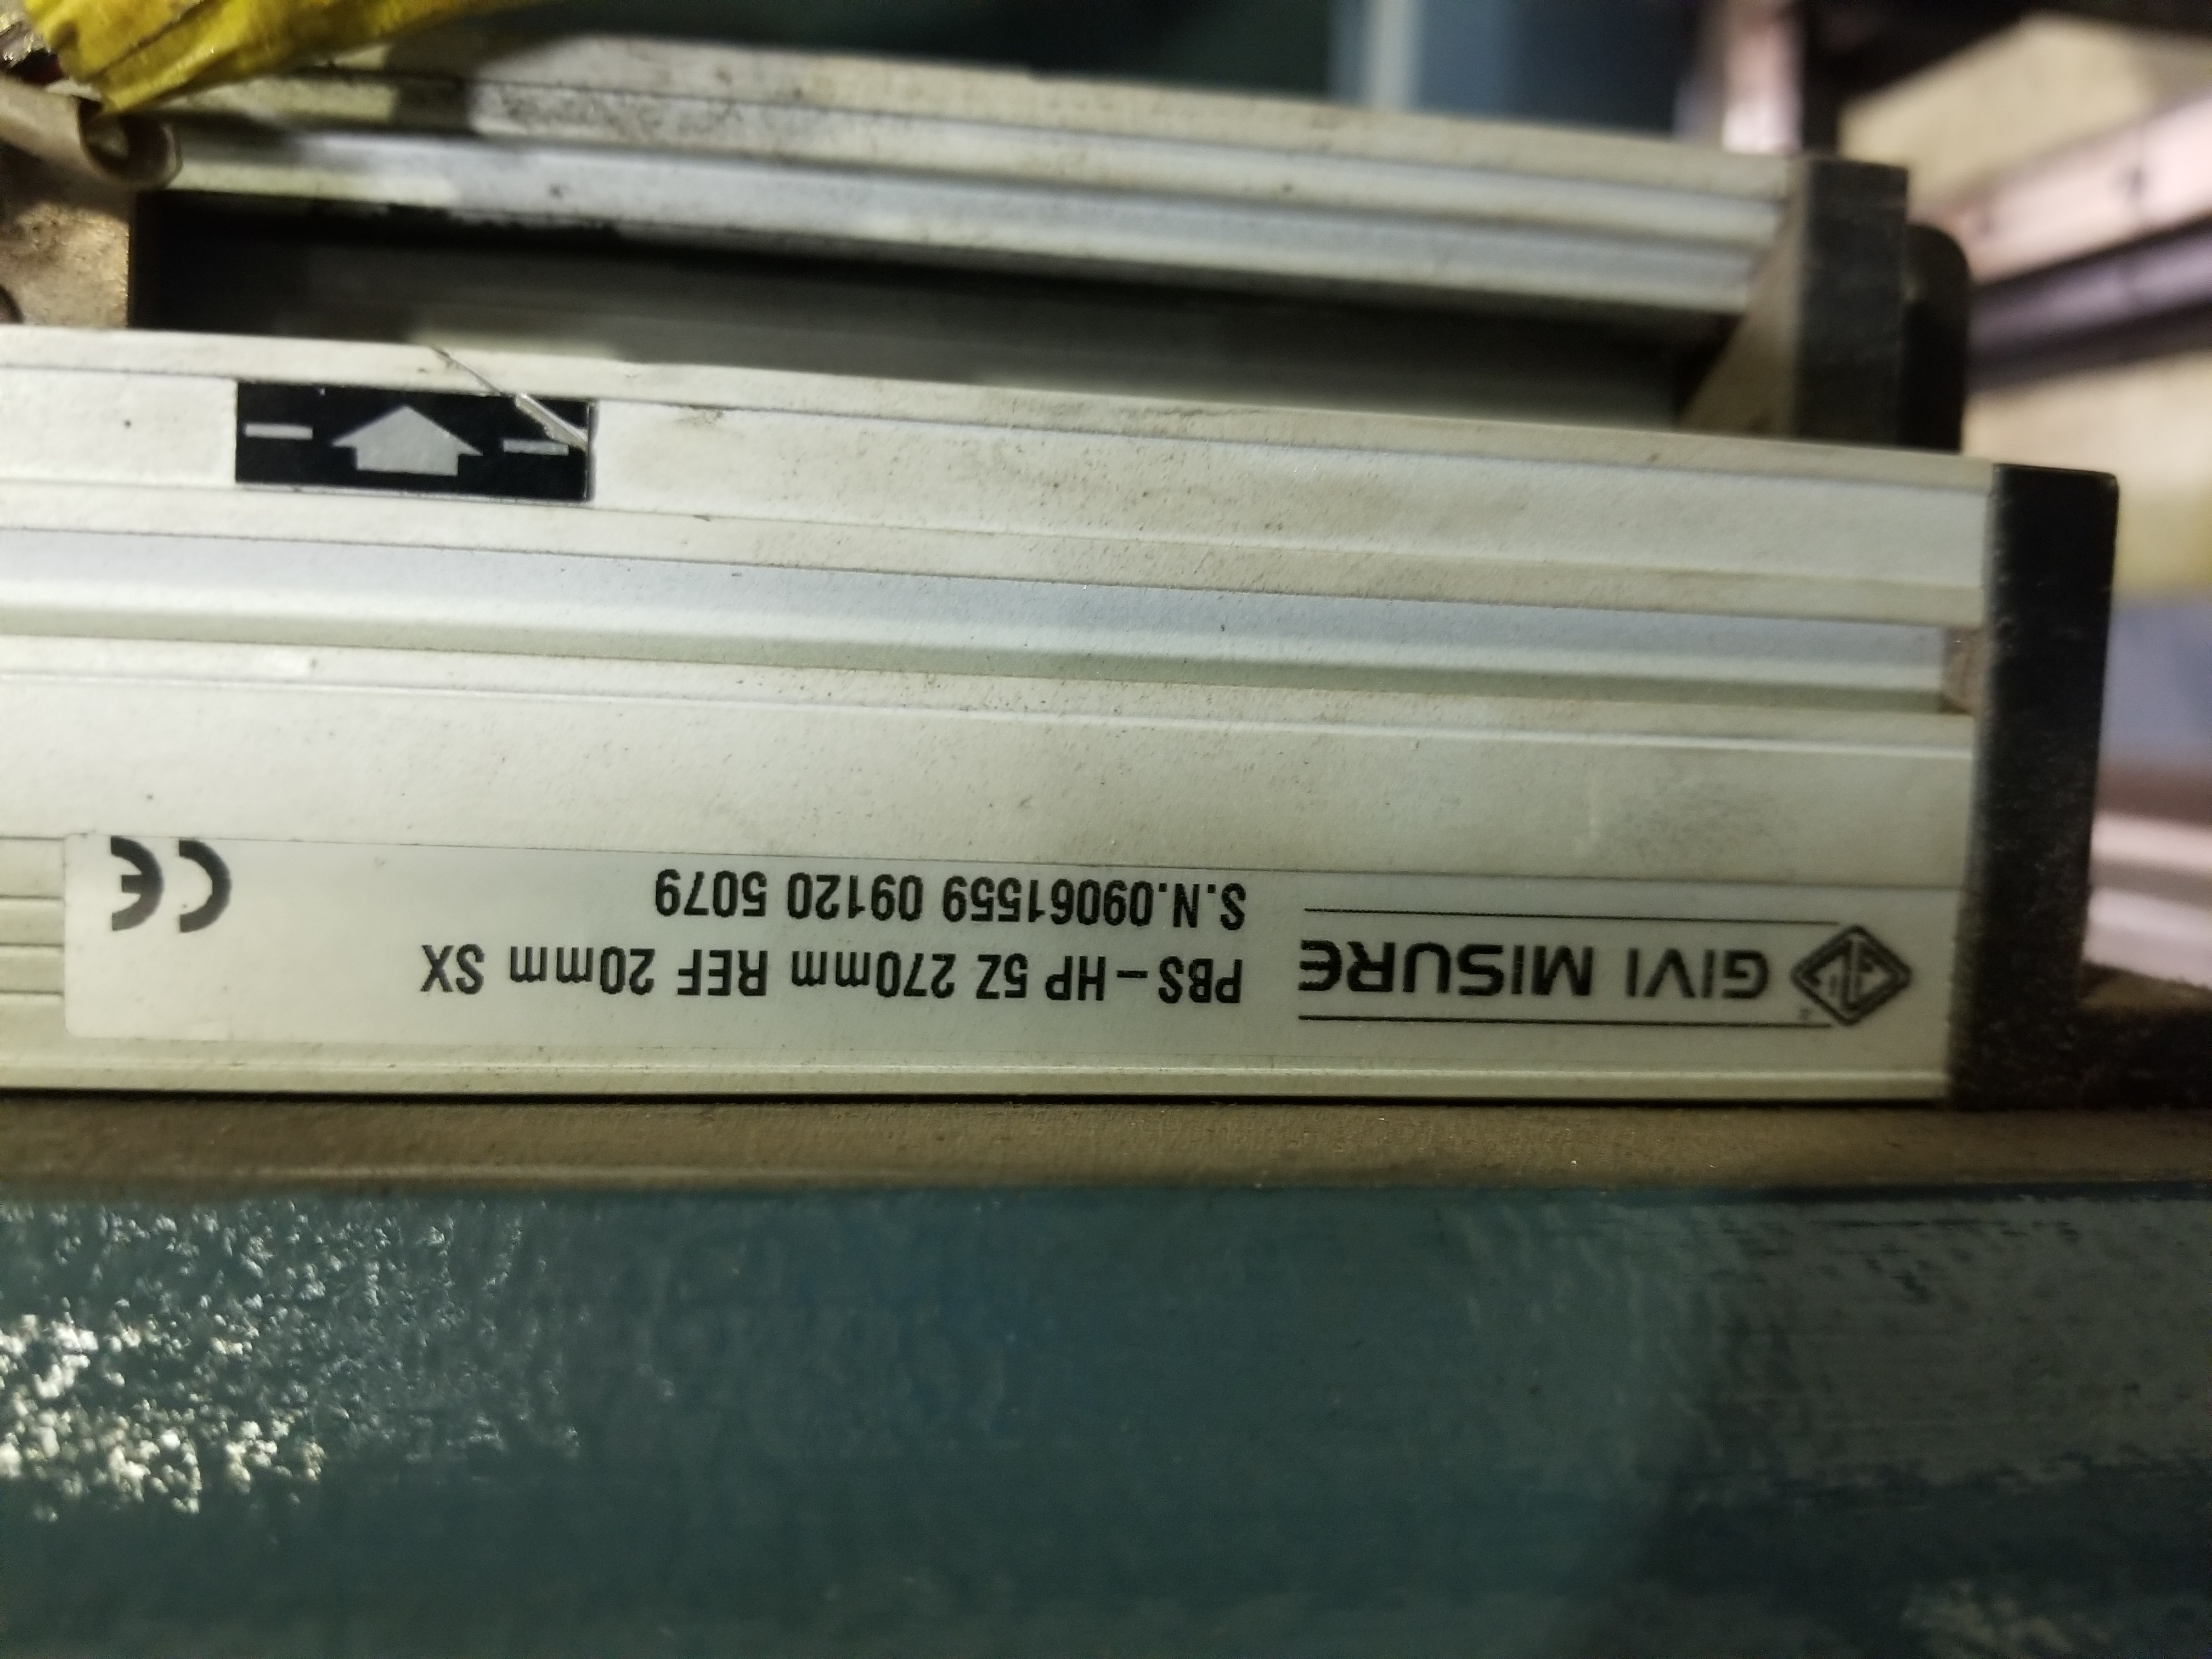 GIVI MISURE
PBS-HP 5Z 270mm REF 20mm SX
S.N.09061559 09120 5079
CE